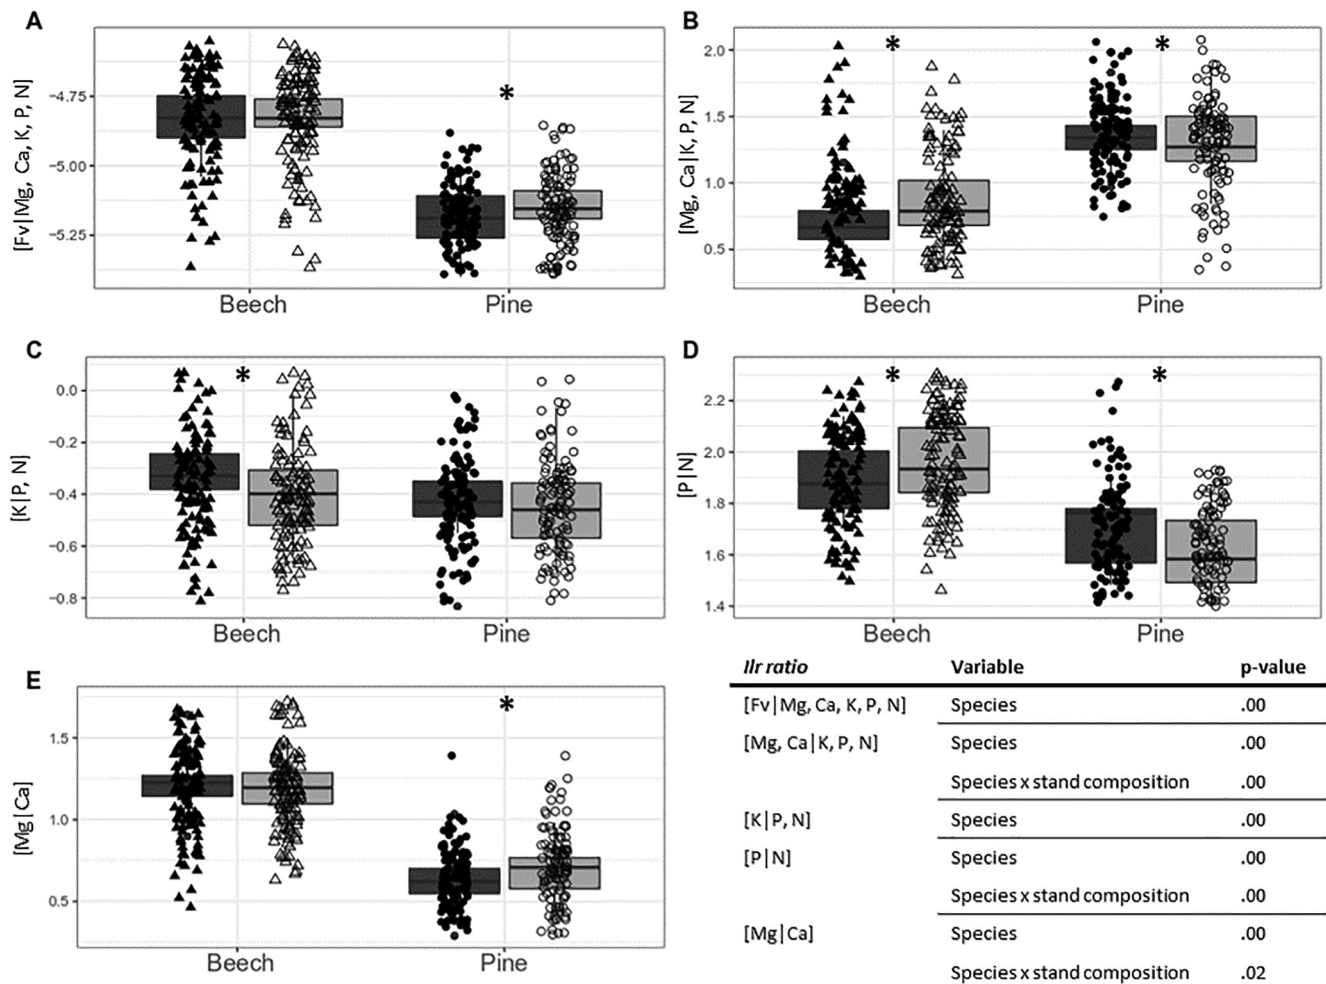 A
[Fv|Mg, Ca, K, P, N]
−4.75
−5.00
−5.25
*
Beech Pine
B
[Mg, Ca|K, P, N]
2.0
1.5
1.0
0.5
* *
Beech Pine
C
[K|P, N]
0.0
−0.2
−0.4
−0.6
−0.8
*
Beech Pine
D
[P|N]
2.2
2.0
1.8
1.6
1.4
* *
Beech Pine
E
[Mg|Ca]
1.5
1.0
0.5
*
Beech Pine
Ilr ratio Variable p-value
[Fv|Mg, Ca, K, P, N] Species .00
[Mg, Ca|K, P, N] Species .00
Species x stand composition .00
[K|P, N] Species .00
[P|N] Species .00
Species x stand composition .00
[Mg|Ca] Species .00
Species x stand composition .02